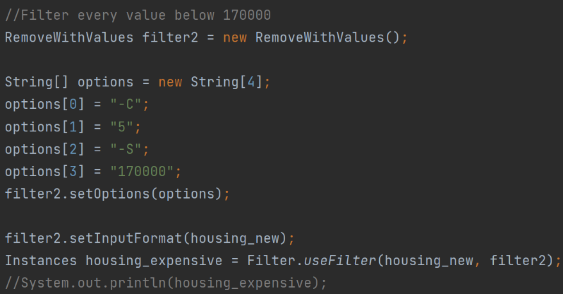 //Filter every value below 170000
RemoveWithValues filter2 = new RemoveWithValues();
String[] options = new String[4];
options[0] = "-C";
options[1] = "5";
options[2] = "-S";
options[3] = "170000";
filter2.setOptions(options);
filter2.setInputFormat(housing_new);
Instances housing_expensive = Filter.useFilter(housing_new, filter2);
//System.out.println(housing_expensive);